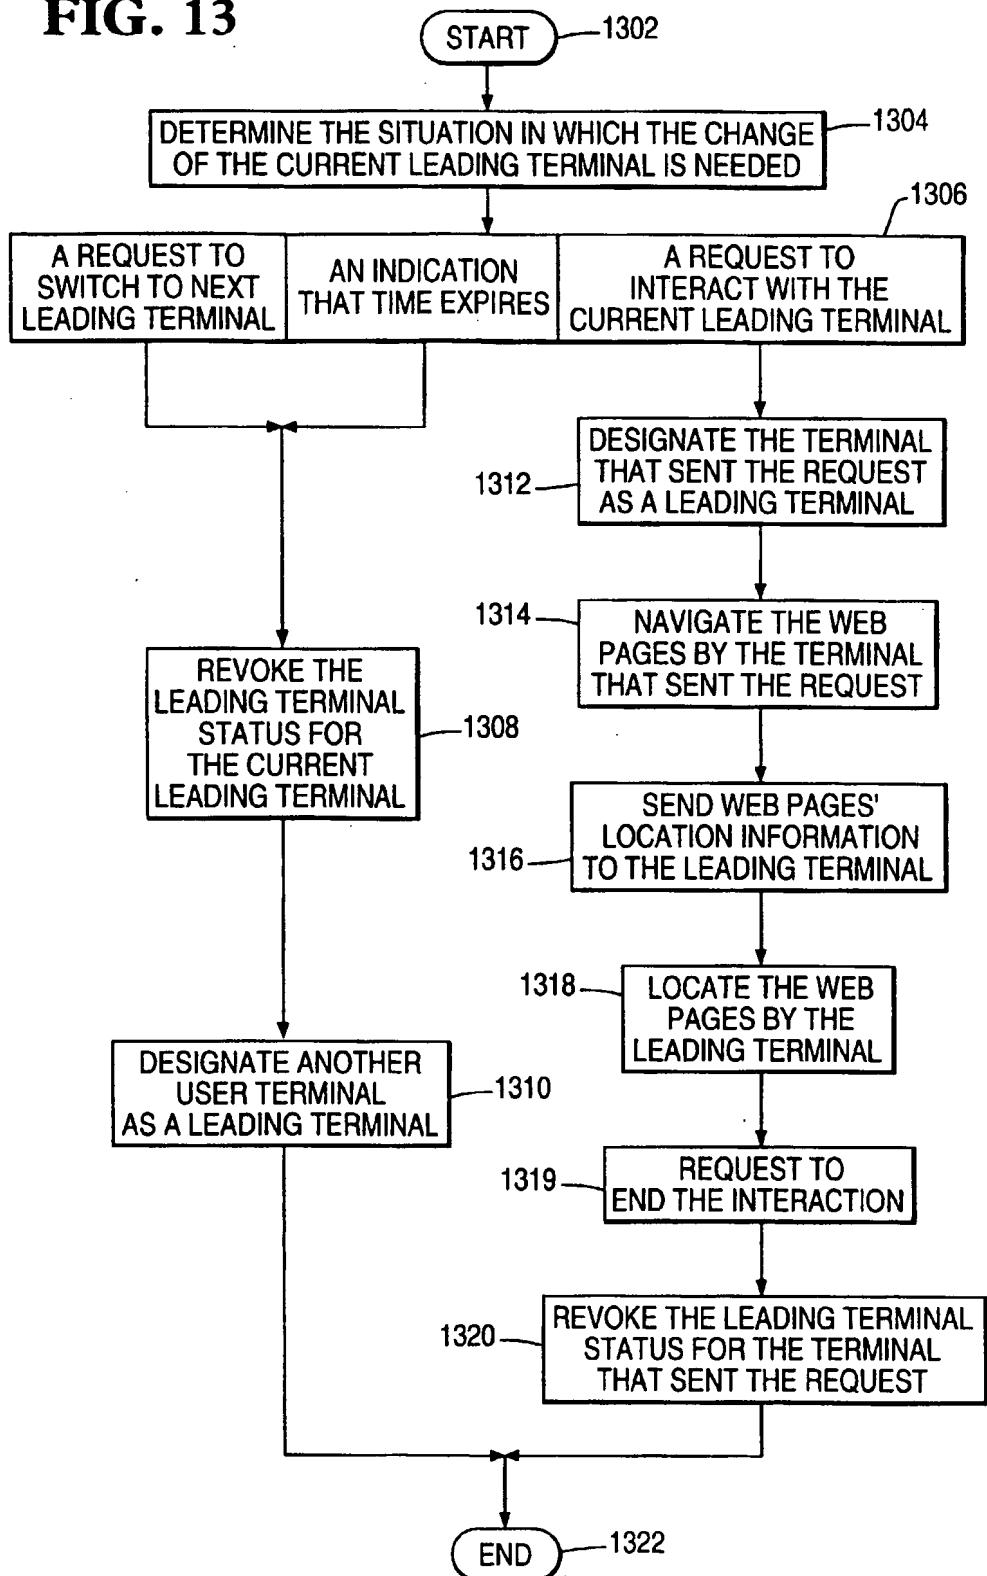 FIG. 13
START
1302
DETERMINE THE SITUATION IN WHICH THE CHANGE
OF THE CURRENT LEADING TERMINAL IS NEEDED
1304
1306
A REQUEST TO
SWITCH TO NEXT
LEADING TERMINAL
AN INDICATION
THAT TIME EXPIRES
A REQUEST TO
INTERACT WITH THE
CURRENT LEADING TERMINAL
DESIGNATE THE TERMINAL
THAT SENT THE REQUEST
AS A LEADING TERMINAL
1312
1314
NAVIGATE THE WEB
PAGES BY THE TERMINAL
THAT SENT THE REQUEST
REVOKE THE
LEADING TERMINAL
STATUS FOR
THE CURRENT
LEADING TERMINAL
1308
SEND WEB PAGES'
LOCATION INFORMATION
TO THE LEADING TERMINAL
1316
1318
LOCATE THE WEB
PAGES BY THE
LEADING TERMINAL
DESIGNATE ANOTHER
USER TERMINAL
AS A LEADING TERMINAL
1310
1319
REQUEST TO
END THE INTERACTION
1320
REVOKE THE LEADING TERMINAL
STATUS FOR THE TERMINAL
THAT SENT THE REQUEST
END
1322